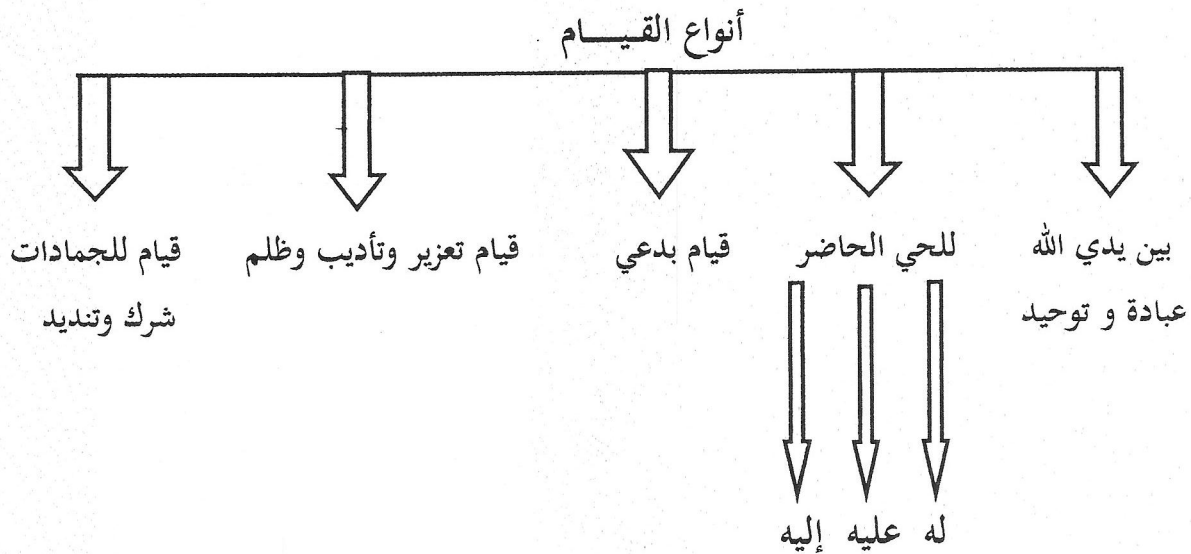 أنواع القيـــام
بين يدي الله
عبادة و توحيد
للحي الحاضر
قيام بدعي
قيام تعزير وتأديب وظلم
قيام للجمادات
شرك وتنديد
له
عليه
إليه